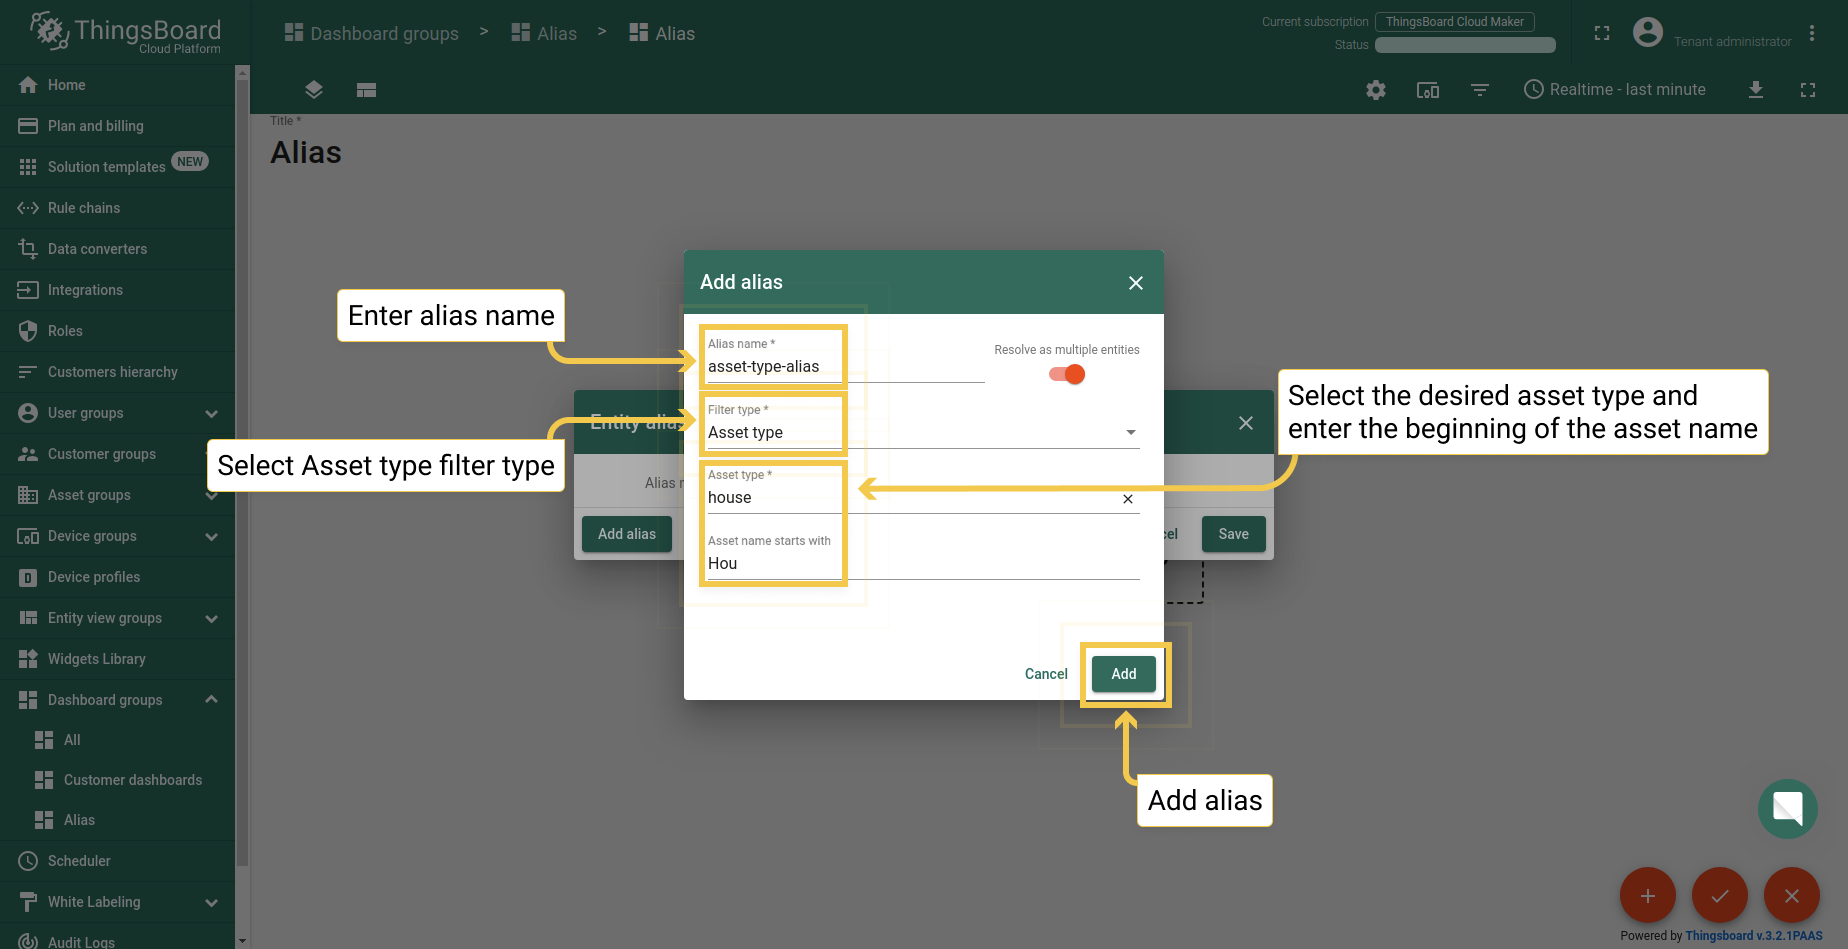 ThingsBoard
Cloud Platform
Dashboard groups > Alias > Alias
Current subscription ThingsBoard Cloud Maker
Status
Tenant administrator
Realtime - last minute
Home
Plan and billing
Solution templates NEW
Rule chains
Data converters
Integrations
Roles
Customers hierarchy
User groups
Customer groups
Asset groups
Device groups
Device profiles
Entity view groups
Widgets Library
Dashboard groups
All
Customer dashboards
Alias
Scheduler
White Labeling
Audit Logs
Title *
Alias
Add alias
Enter alias name
Alias name *
asset-type-alias
Resolve as multiple entities
Entity
Filter type *
Asset type
Select Asset type filter type
Select the desired asset type and
enter the beginning of the asset name
Alias
Asset type *
house
Add alias
Save
Asset name starts with
Hou
Cancel
Add
Add alias
Powered by Thingsboard v.3.2.1PAAS